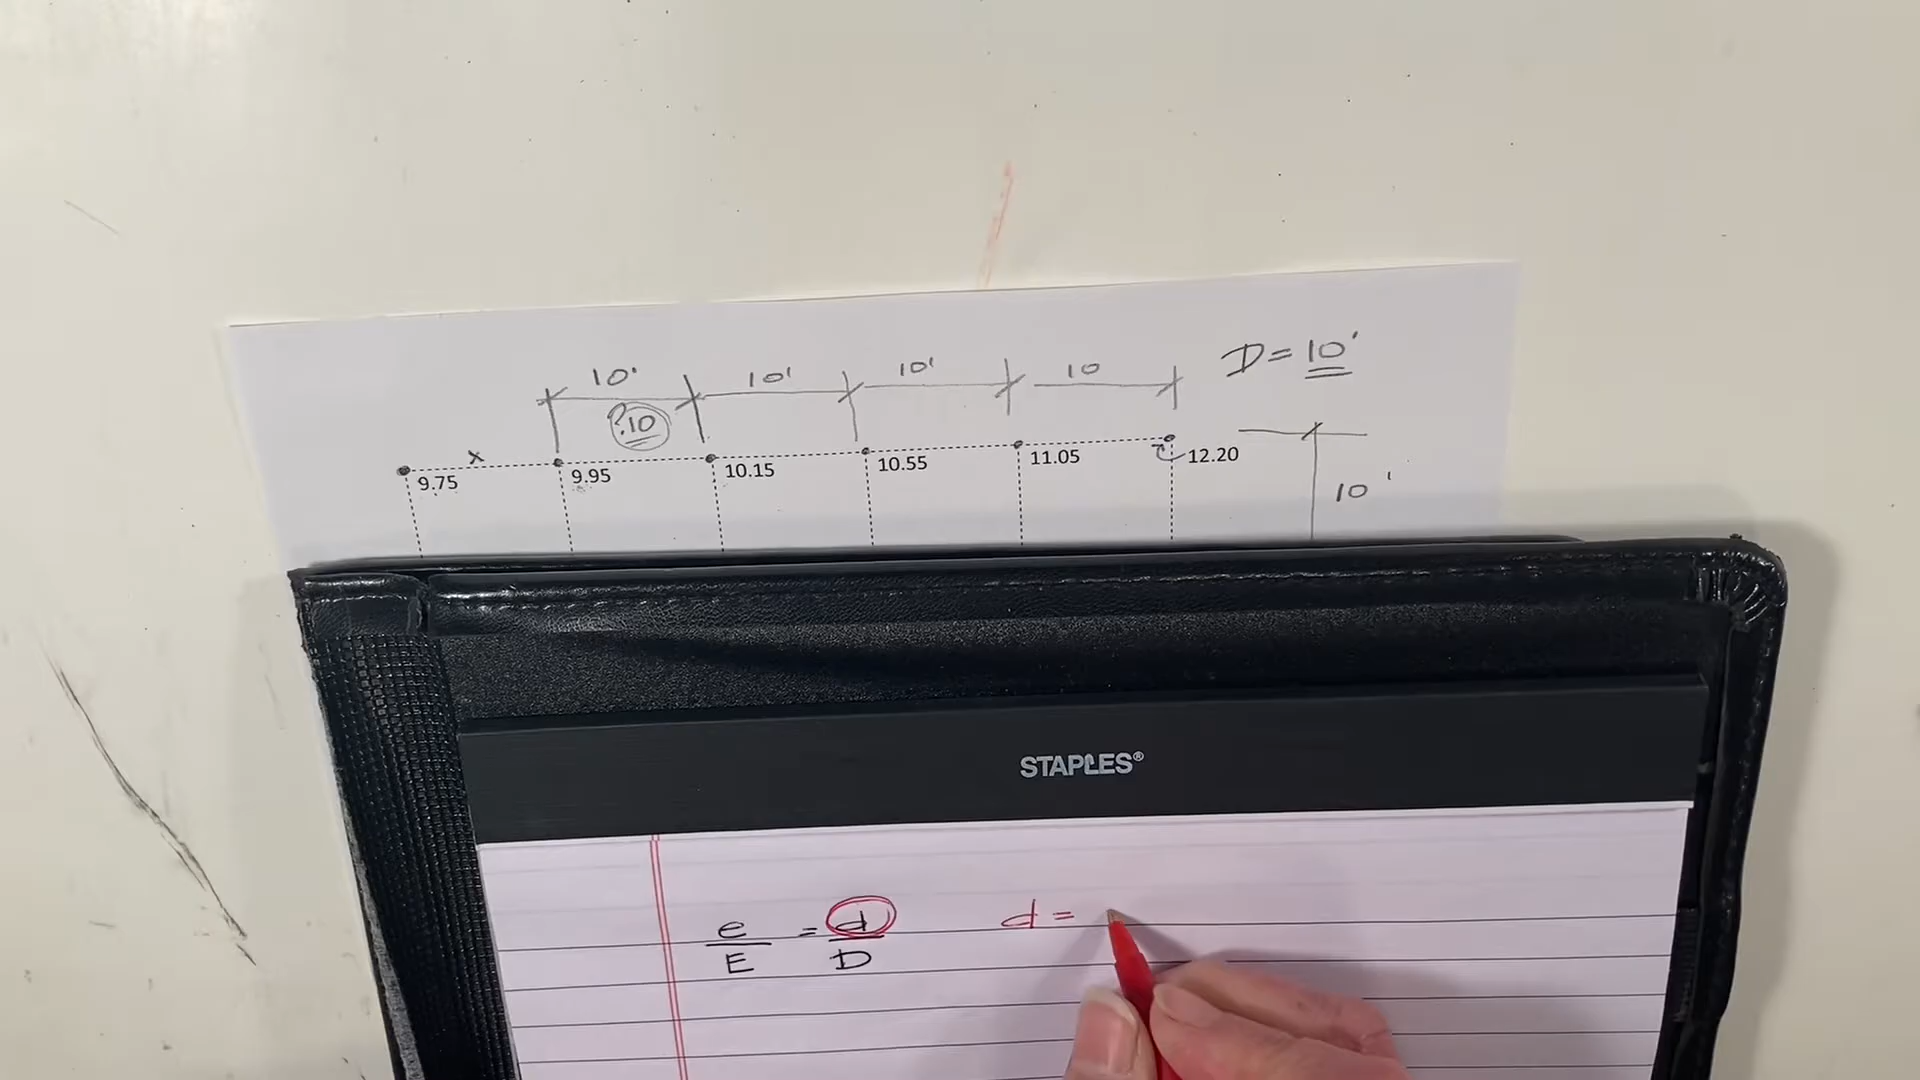 10' 10' 10' 10 D = 10'
?.10
x
9.75 9.95 10.15 10.55 11.05 12.20
10'
STAPLES®
e/E = d/D d =